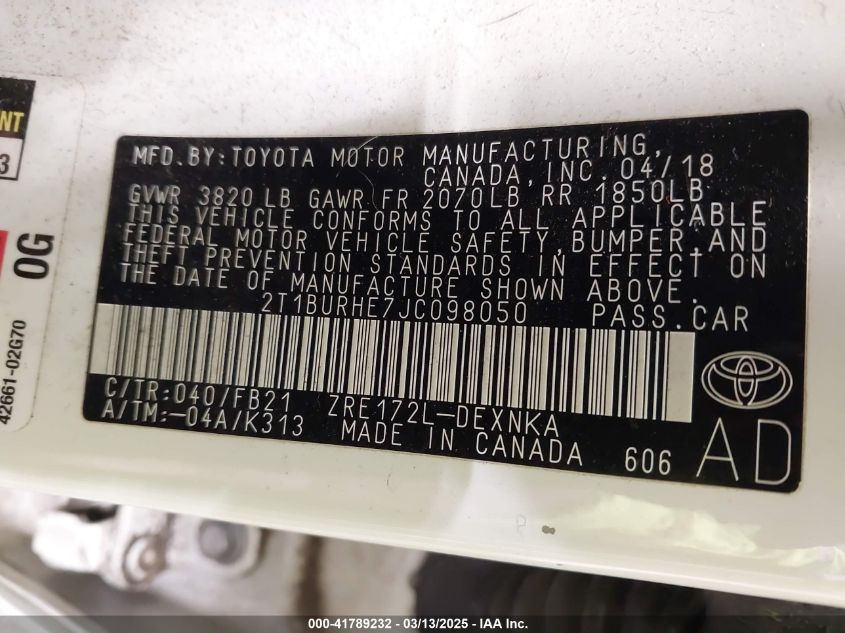 MFD.BY:TOYOTA MOTOR MANUFACTURING,
CANADA, INC. 04/18
GVWR 3820 LB GAWR FR 2070LB RR 1850LB
THIS VEHICLE CONFORMS TO ALL APPLICABLE
FEDERAL MOTOR VEHICLE SAFETY, BUMPER, AND
THEFT PREVENTION STANDARDS IN EFFECT ON
THE DATE OF MANUFACTURE SHOWN ABOVE.
2T1BURHE7JC098050 PASS.CAR
C/TR:040/FB21 ZRE172L-DEXNKA
A/TM:-04A/K313 MADE IN CANADA 606
AD
NT
3
OG
42661-02G70
000-41789232 - 03/13/2025 - IAA Inc.